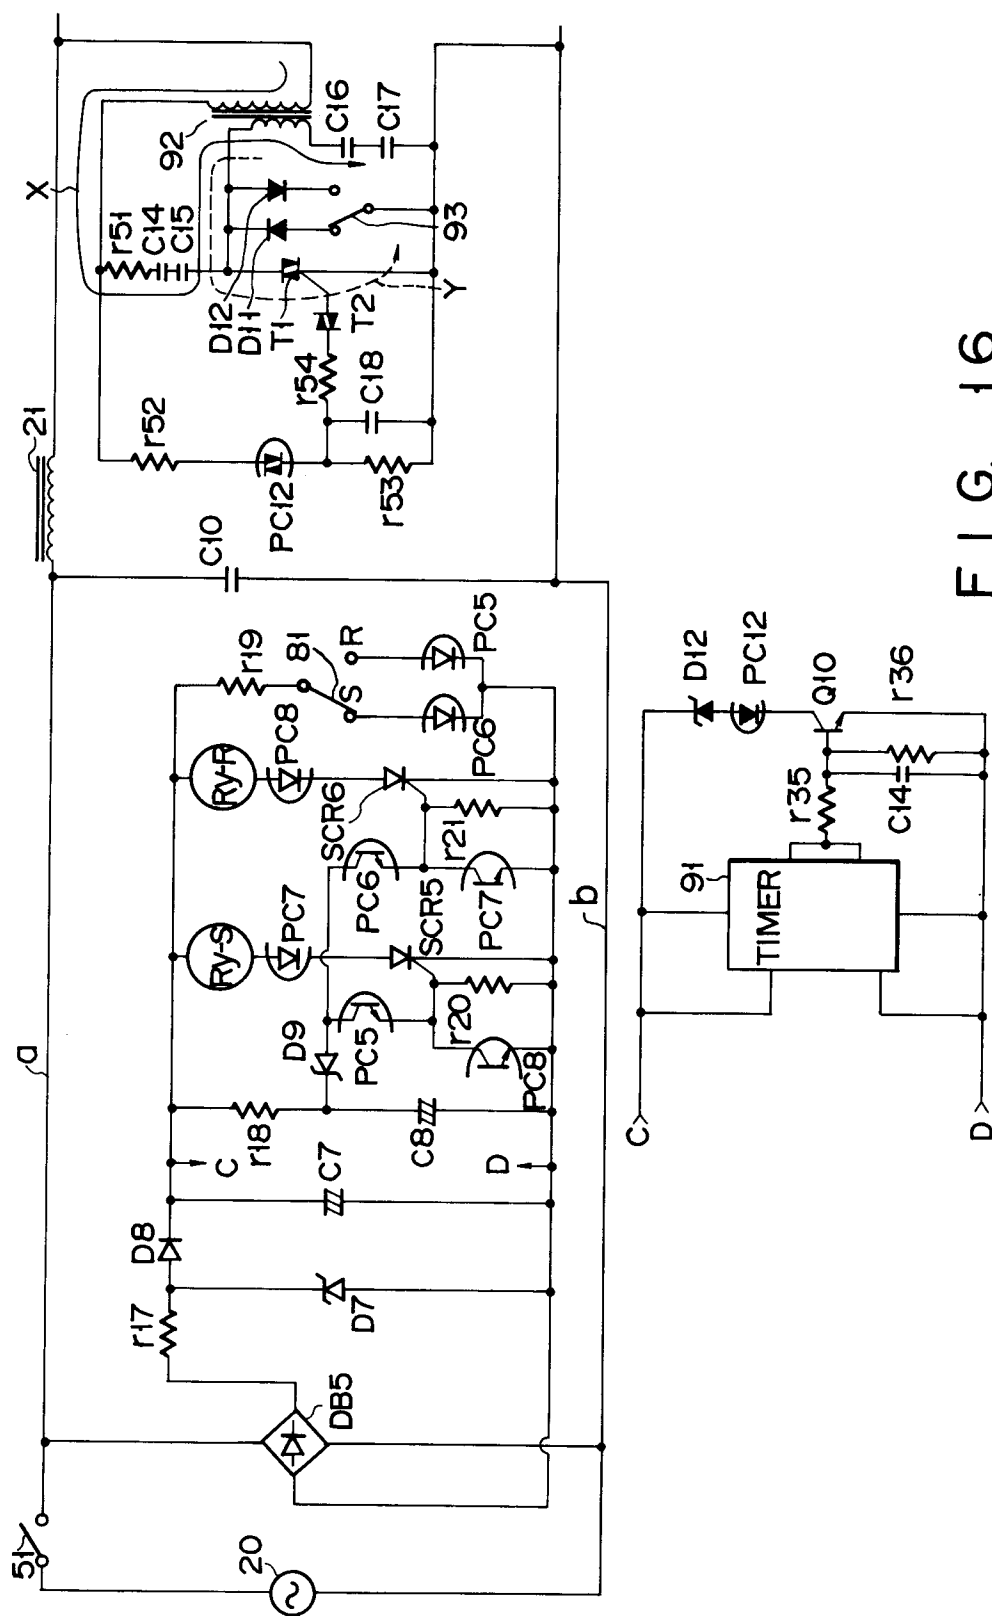 51
20
DB5
r17
D7
D8
C
C7
D
r18
C8
a
D9
PC5
PC8
r20
Ry-S
PC7
SCR5
PC6
PC7
r21
SCR6
Ry-R
PC8
r19
81
S
R
PC6
PC5
b
C10
21
r52
PC12
r53
r54
C18
T2
T1
D11
D12
Y
X
r51
C14
C15
92
93
C16
C17
C
D
91
TIMER
r35
C14
r36
Q10
PC12
D12
FIG. 16